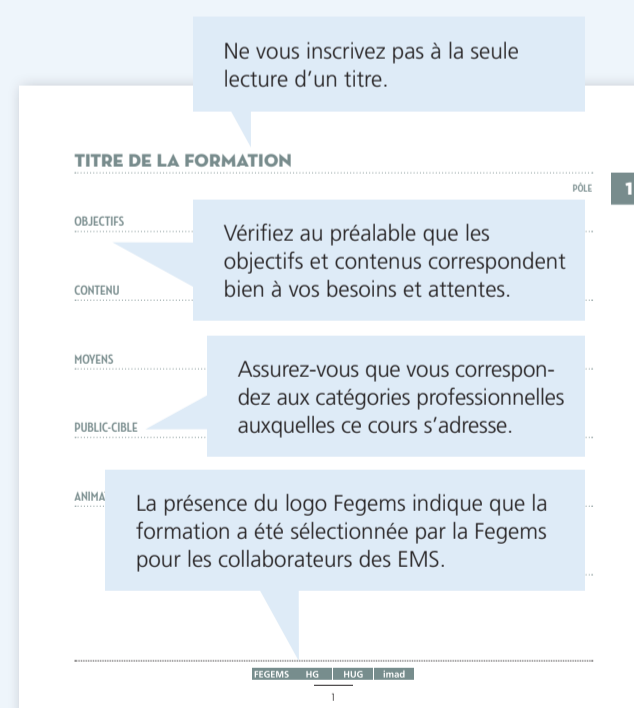 Ne vous inscrivez pas à la seule
lecture d’un titre.
TITRE DE LA FORMATION
PÔLE
1
OBJECTIFS
Vérifiez au préalable que les
objectifs et contenus correspondent
bien à vos besoins et attentes.
CONTENU
MOYENS
Assurez-vous que vous correspon-
dez aux catégories professionnelles
auxquelles ce cours s’adresse.
PUBLIC-CIBLE
ANIMA
La présence du logo Fegems indique que la
formation a été sélectionnée par la Fegems
pour les collaborateurs des EMS.
FEGEMS HG HUG imad
1